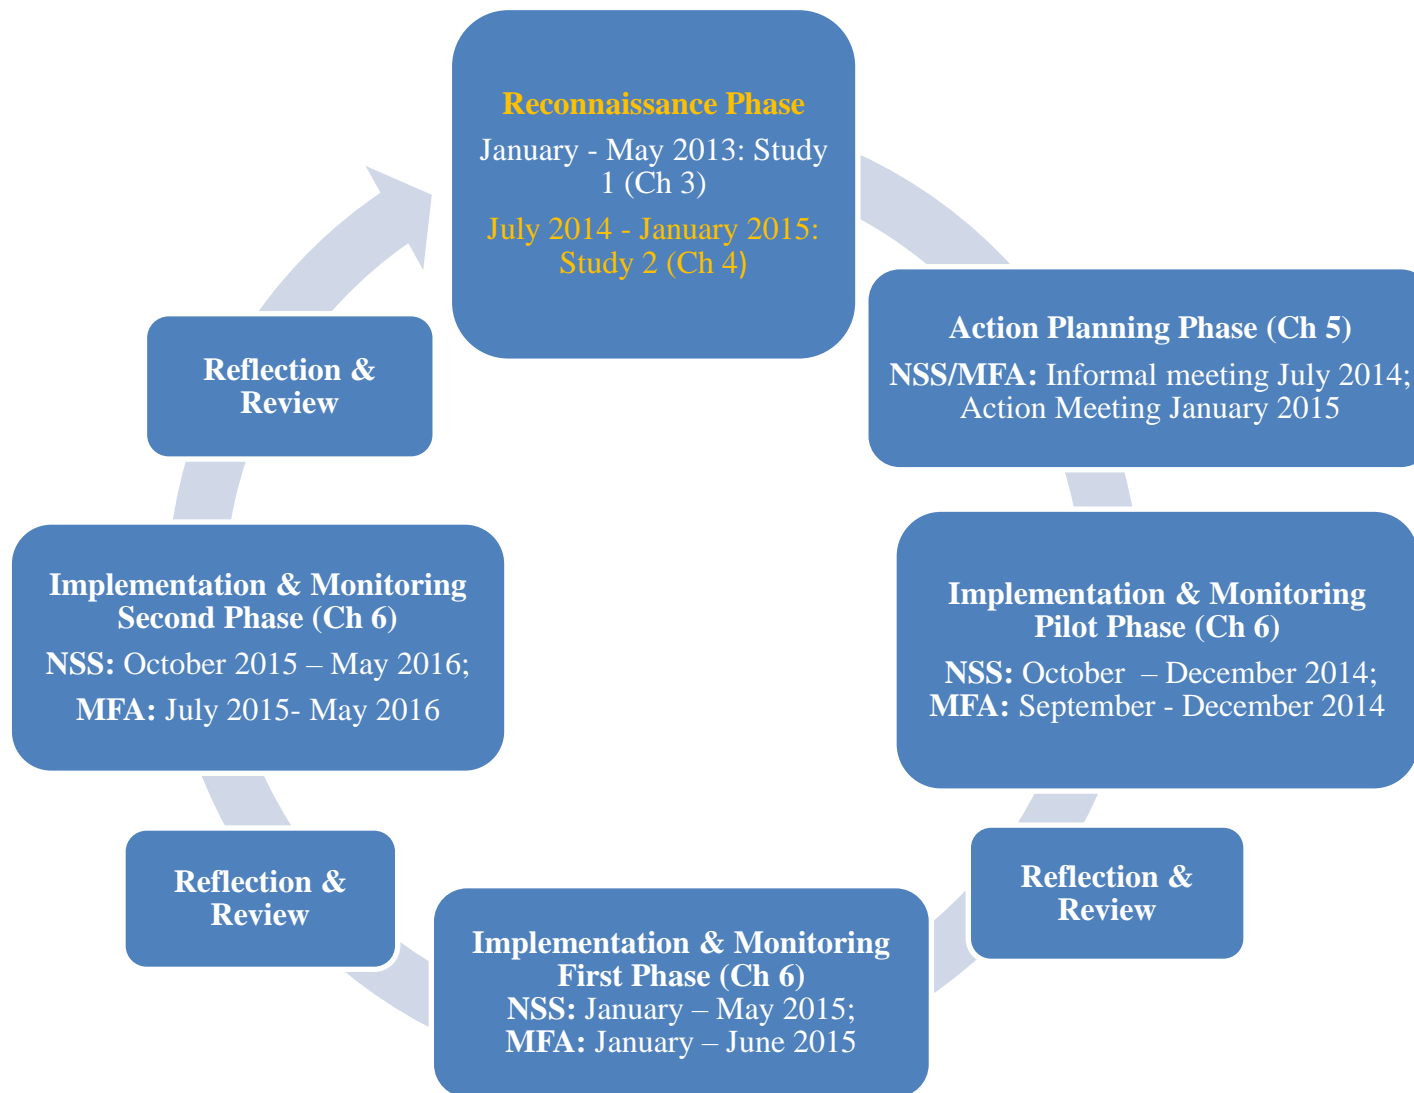 Reconnaissance Phase
January - May 2013: Study
1 (Ch 3)
July 2014 - January 2015:
Study 2 (Ch 4)
Action Planning Phase (Ch 5)
NSS/MFA: Informal meeting July 2014;
Action Meeting January 2015
Implementation & Monitoring
Pilot Phase (Ch 6)
NSS: October  – December 2014;
MFA: September - December 2014
Reflection &
Review
Implementation & Monitoring
First Phase (Ch 6)
NSS: January – May 2015;
MFA: January – June 2015
Reflection &
Review
Implementation & Monitoring
Second Phase (Ch 6)
NSS: October 2015 – May 2016;
MFA: July 2015- May 2016
Reflection &
Review